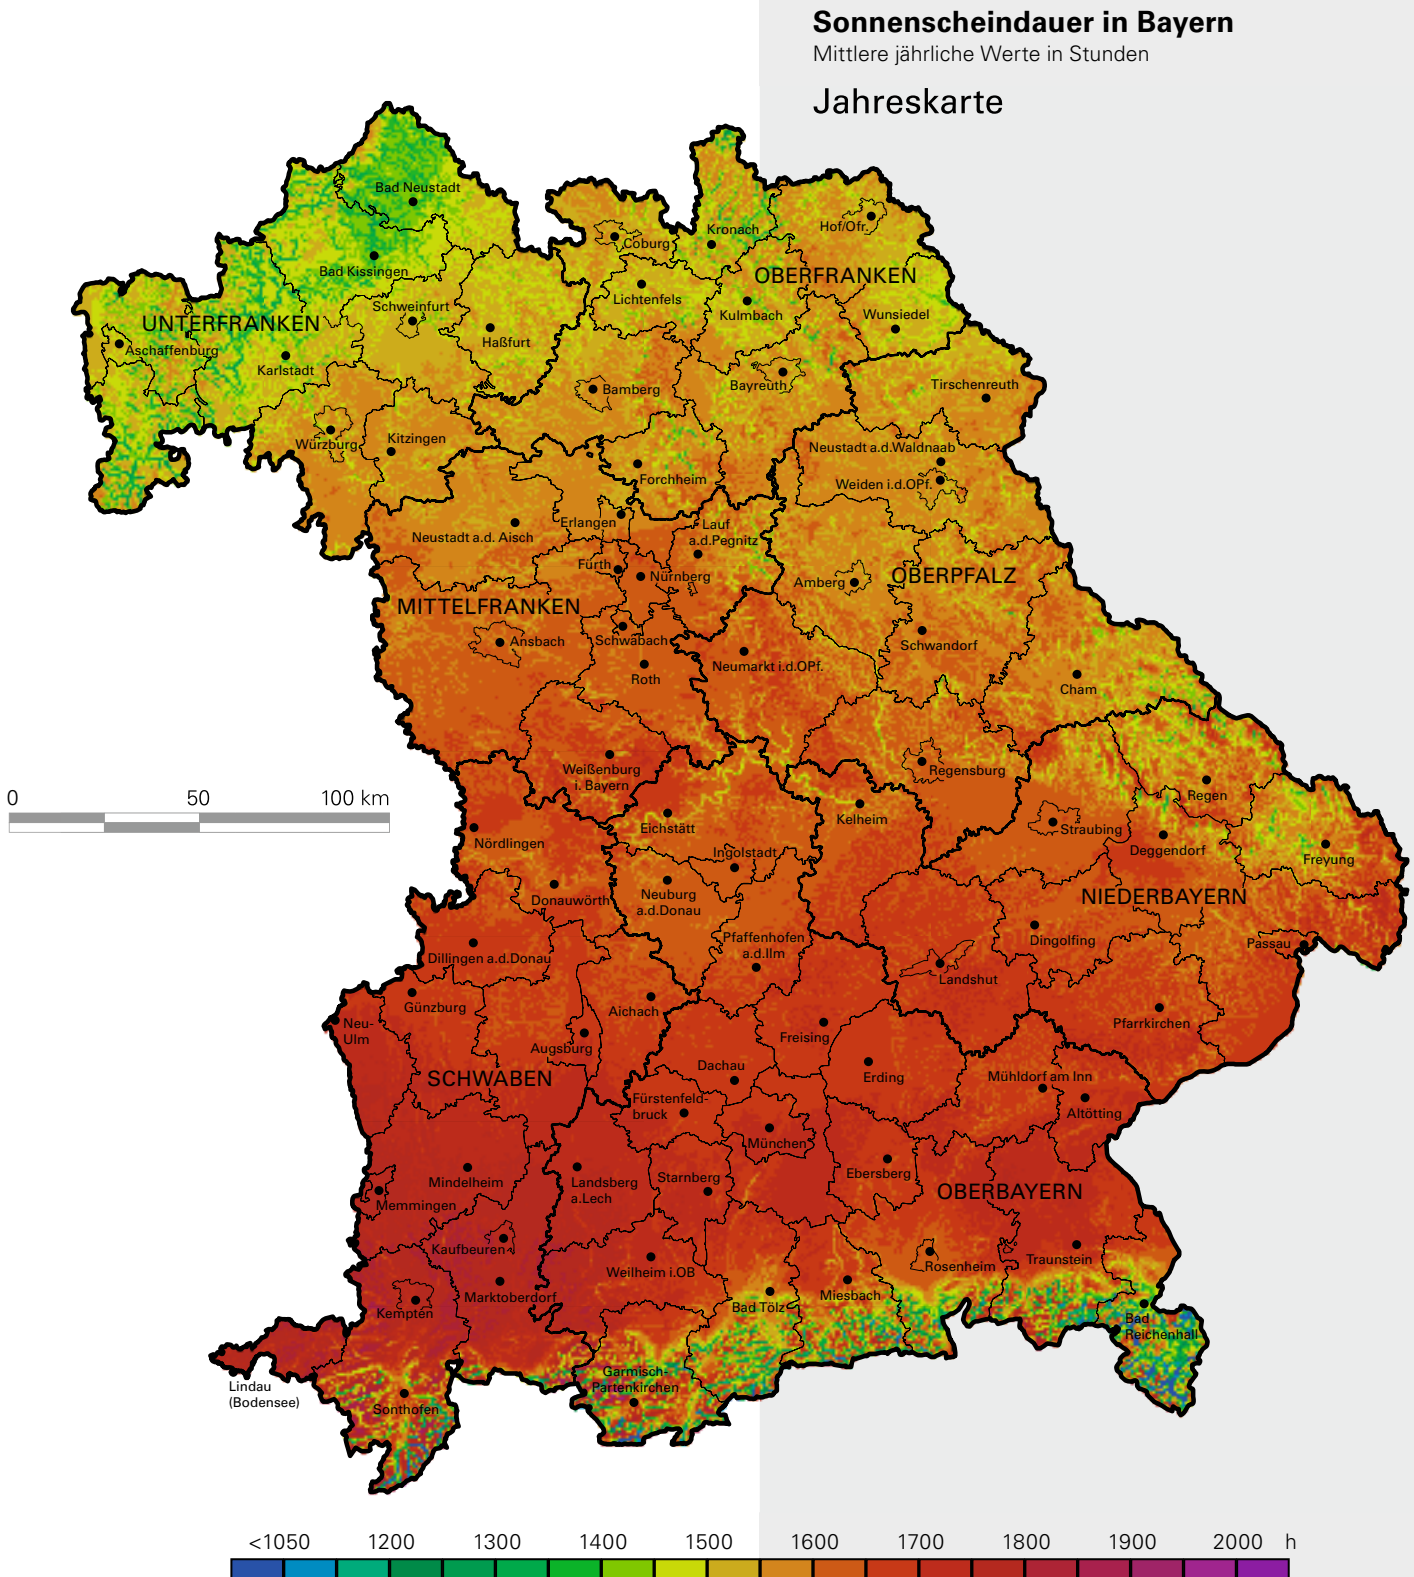 Sonnenscheindauer in Bayern
Mittlere jährliche Werte in Stunden
Jahreskarte
Bad Neustadt
Hof/Ofr.
Kronach
Coburg
Bad Kissingen
OBERFRANKEN
Lichtenfels
Schweinfurt
Kulmbach
Wunsiedel
UNTERFRANKEN
Haßfurt
Aschaffenburg
Karlstadt
Bayreuth
Tirschenreuth
Bamberg
Würzburg
Kitzingen
Neustadt a.d.Waldnaab
Forchheim
Weiden i.d.OPf.
Erlangen
Lauf
a.d.Pegnitz
Neustadt a.d. Aisch
Fürth
Nürnberg
Amberg
OBERPFALZ
MITTELFRANKEN
Ansbach
Schwabach
Schwandorf
Neumarkt i.d.OPf.
Roth
Cham
Weißenburg
i. Bayern
Regensburg
0 50 100 km
Regen
Eichstätt
Kelheim
Straubing
Nördlingen
Ingolstadt
Deggendorf
Freyung
Neuburg
a.d.Donau
Donauwörth
NIEDERBAYERN
Pfaffenhofen
a.d.Ilm
Dingolfing
Passau
Dillingen a.d.Donau
Landshut
Günzburg
Aichach
Neu-
Ulm
Pfarrkirchen
Freising
Augsburg
Dachau
SCHWABEN
Erding
Mühldorf am Inn
Fürstenfeld-
bruck
Altötting
München
Mindelheim
Landsberg
a.Lech
Starnberg
Ebersberg
OBERBAYERN
Memmingen
Kaufbeuren
Weilheim i.OB
Rosenheim
Traunstein
Marktoberdorf
Miesbach
Bad Tölz
Kempten
Bad
Reichenhall
Garmisch-
Partenkirchen
Lindau
(Bodensee)
Sonthofen
<1050 1200 1300 1400 1500 1600 1700 1800 1900 2000 h